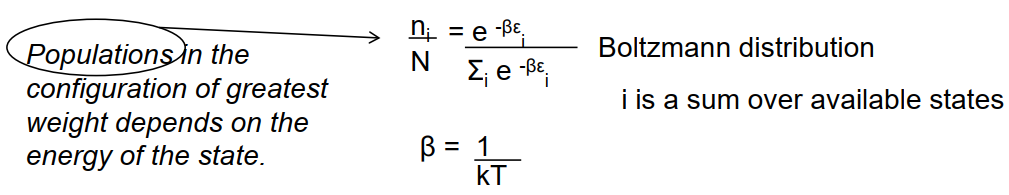 Populations in the
configuration of greatest
weight depends on the
energy of the state.
nᵢ = e ^-βεᵢ
N Σᵢ e ^-βεᵢ
Boltzmann distribution
i is a sum over available states
β = 1
kT